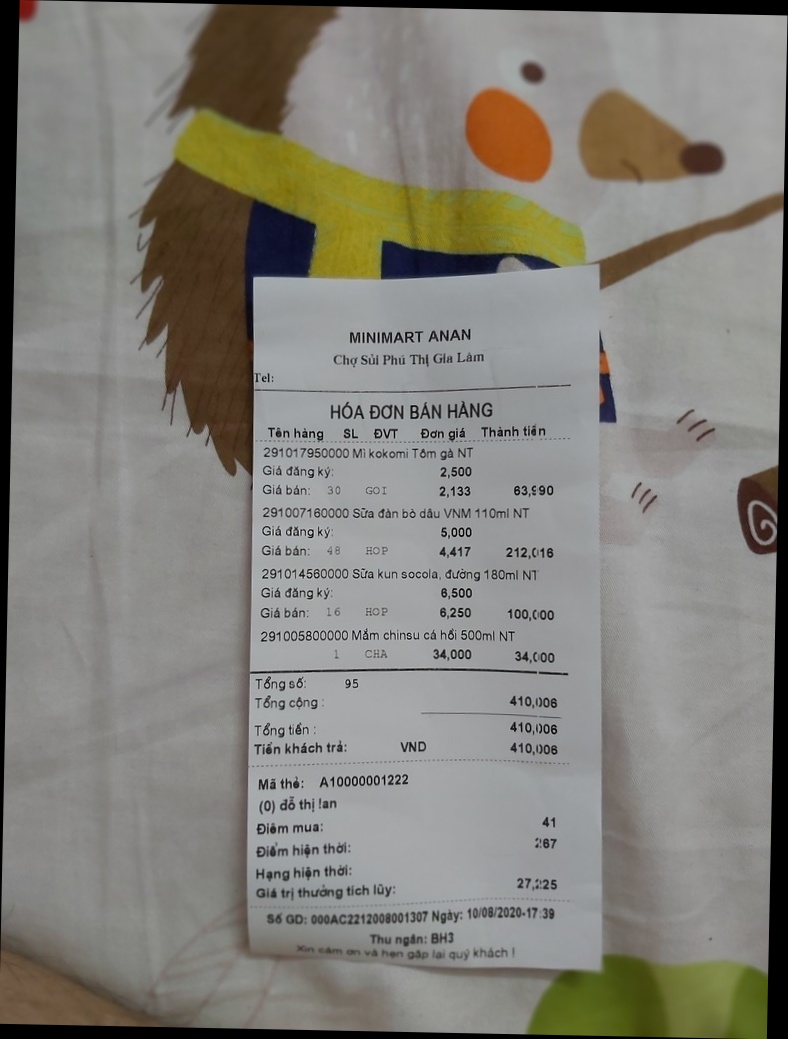 MINIMART ANAN
Chợ Sủi Phú Thị Gia Lâm
Tel:
HÓA ĐƠN BÁN HÀNG
Tên hàng SL ĐVT Đơn giá Thành tiền
291017950000 Mì kokomi Tôm gà NT
Giá đăng ký: 2,500
Giá bán: 30 GOI 2,133 63,990
291007160000 Sữa đàn bò dâu VNM 110ml NT
Giá đăng ký: 5,000
Giá bán: 48 HOP 4,417 212,016
291014560000 Sữa kun socola, đường 180ml NT
Giá đăng ký: 6,500
Giá bán: 16 HOP 6,250 100,000
291005800000 Mắm chinsu cá hồi 500ml NT
1 CHA 34,000 34,000
Tổng số: 95
Tổng cộng : 410,006
Tổng tiền : 410,006
Tiền khách trả: VND 410,006
Mã thẻ: A10000001222
(0) đỗ thị lan
Điểm mua: 41
Điểm hiện thời: 267
Hạng hiện thời:
Giá trị thưởng tích lũy: 27,225
Số GD: 000AC2212008001307 Ngày: 10/08/2020-17:39
Thu ngân: BH3
Xin cảm ơn và hẹn gặp lại quý khách !